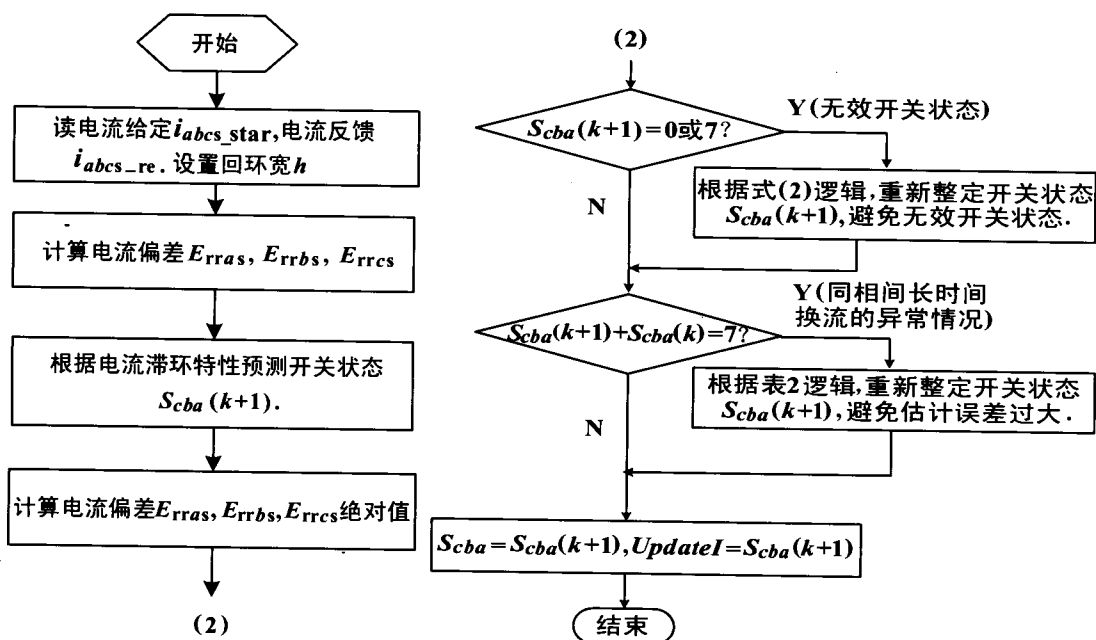 开始
读电流给定i_abcs_star,电流反馈
i_abcs_re.设置回环宽h
计算电流偏差E_rras, E_rrbs, E_rrcs
根据电流滞环特性预测开关状态
S_cba(k+1).
计算电流偏差E_rras,E_rrbs,E_rrcs绝对值
(2)
(2)
S_cba(k+1)=0或7?
Y(无效开关状态)
N
根据式(2)逻辑,重新整定开关状态
S_cba(k+1),避免无效开关状态.
S_cba(k+1)+S_cba(k)=7?
Y(同相间长时间
换流的异常情况)
N
根据表2逻辑,重新整定开关状态
S_cba(k+1),避免估计误差过大.
S_cba=S_cba(k+1),UpdateI=S_cba(k+1)
结束